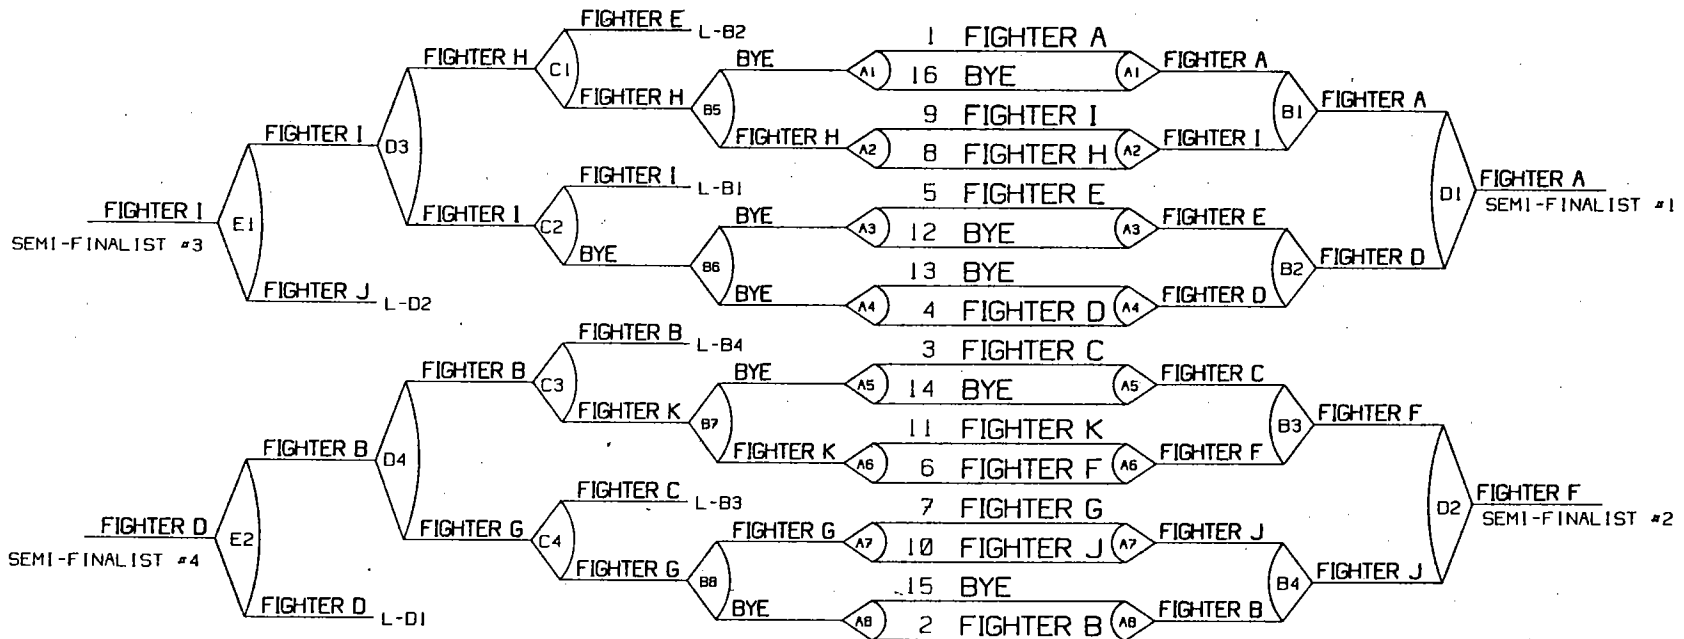 FIGHTER E
L-B2
1 FIGHTER A
FIGHTER H
C1
BYE
A1
16 BYE
A1
FIGHTER A
FIGHTER H
B5
9 FIGHTER I
B1
FIGHTER A
FIGHTER I
D3
FIGHTER H
A2
8 FIGHTER H
A2
FIGHTER I
FIGHTER I
L-B1
5 FIGHTER E
D1
FIGHTER A
SEMI-FINALIST #1
FIGHTER I
SEMI-FINALIST #3
E1
FIGHTER I
C2
BYE
A3
12 BYE
A3
FIGHTER E
BYE
B6
13 BYE
B2
FIGHTER D
FIGHTER J
L-D2
BYE
A4
4 FIGHTER D
A4
FIGHTER D
FIGHTER B
L-B4
3 FIGHTER C
FIGHTER B
C3
BYE
A5
14 BYE
A5
FIGHTER C
FIGHTER K
B7
11 FIGHTER K
B3
FIGHTER F
FIGHTER B
D4
FIGHTER K
A6
6 FIGHTER F
A6
FIGHTER F
FIGHTER C
L-B3
7 FIGHTER G
D2
FIGHTER F
SEMI-FINALIST #2
FIGHTER D
SEMI-FINALIST #4
E2
FIGHTER G
C4
FIGHTER G
A7
10 FIGHTER J
A7
FIGHTER J
FIGHTER G
B8
15 BYE
B4
FIGHTER J
FIGHTER D
L-D1
BYE
A8
2 FIGHTER B
A8
FIGHTER B